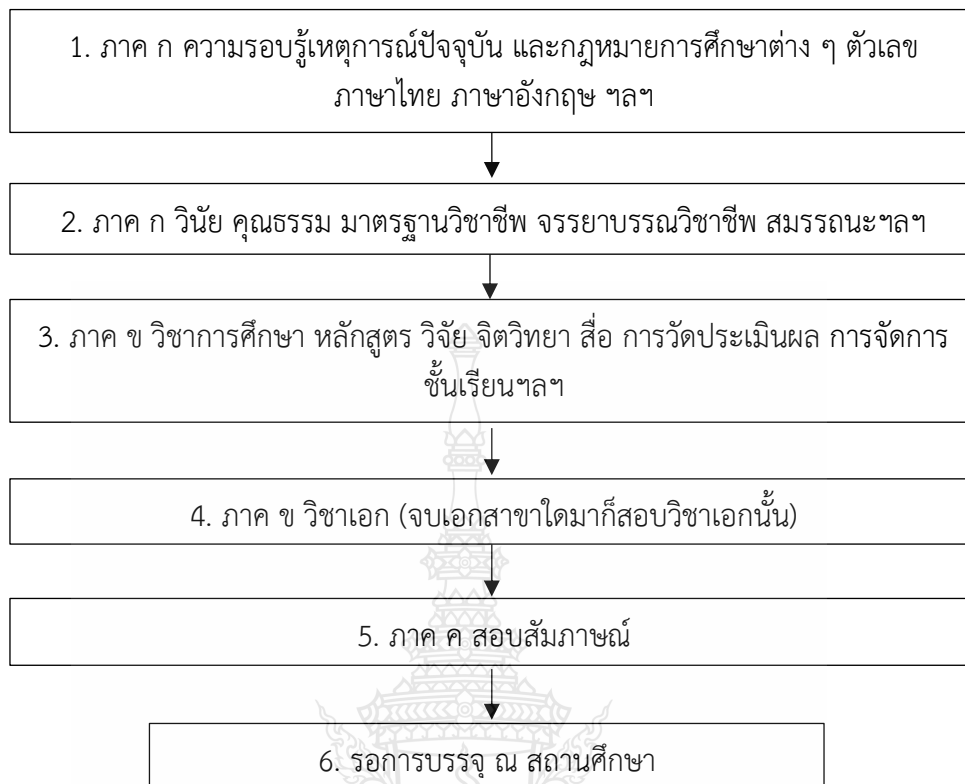 1. ภาค ก ความรอบรู้เหตุการณ์ปัจจุบัน และกฎหมายการศึกษาต่าง ๆ ตัวเลข
ภาษาไทย ภาษาอังกฤษ ฯลฯ
2. ภาค ก วินัย คุณธรรม มาตรฐานวิชาชีพ จรรยาบรรณวิชาชีพ สมรรถนะฯลฯ
3. ภาค ข วิชาการศึกษา หลักสูตร วิจัย จิตวิทยา สื่อ การวัดประเมินผล การจัดการ
ชั้นเรียนฯลฯ
4. ภาค ข วิชาเอก (จบเอกสาขาใดมาก็สอบวิชาเอกนั้น)
5. ภาค ค สอบสัมภาษณ์
6. รอการบรรจุ ณ สถานศึกษา